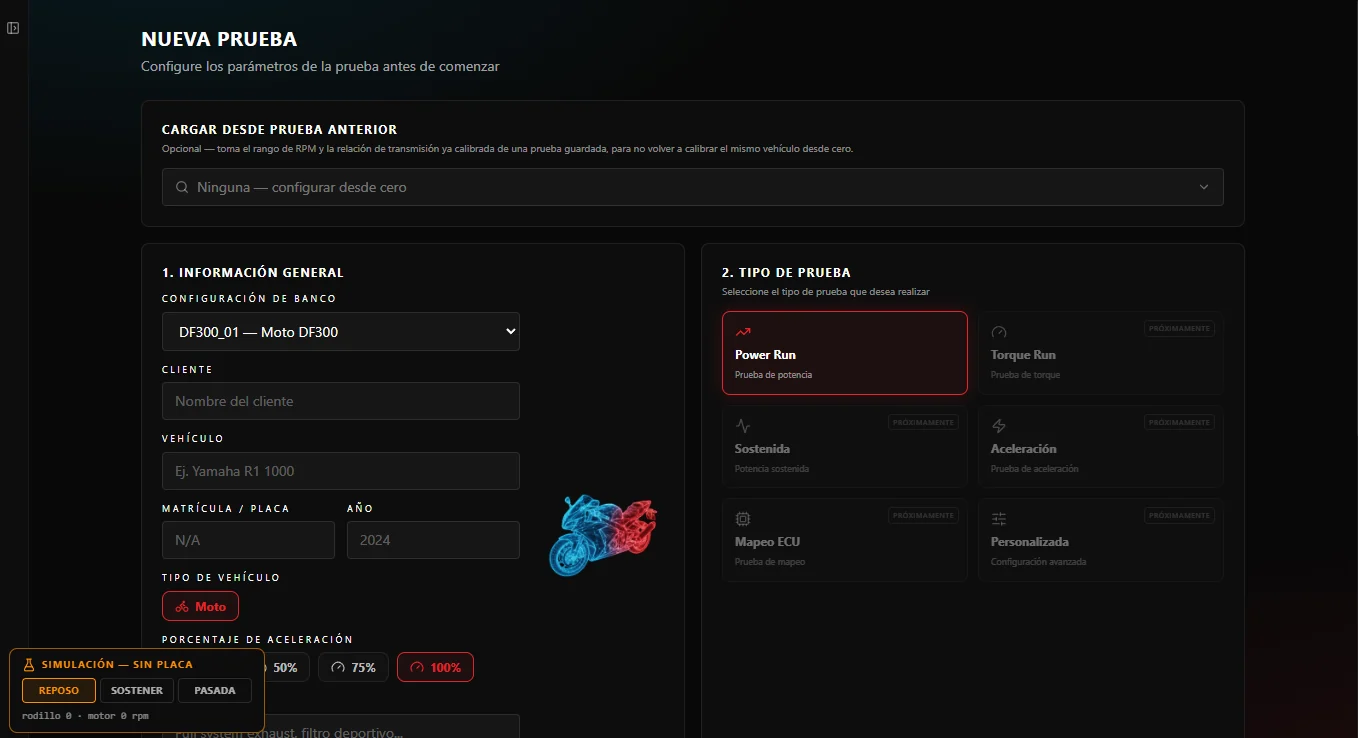 NUEVA PRUEBA
Configure los parámetros de la prueba antes de comenzar
CARGAR DESDE PRUEBA ANTERIOR
Opcional — toma el rango de RPM y la relación de transmisión ya calibrada de una prueba guardada, para no volver a calibrar el mismo vehículo desde cero.
Ninguna — configurar desde cero
1. INFORMACIÓN GENERAL
CONFIGURACIÓN DE BANCO
DF300_01 — Moto DF300
CLIENTE
Nombre del cliente
VEHÍCULO
Ej. Yamaha R1 1000
MATRÍCULA / PLACA
AÑO
N/A
2024
TIPO DE VEHÍCULO
Moto
PORCENTAJE DE ACELERACIÓN
50%
75%
100%
Full system exhaust, filtro deportivo...
2. TIPO DE PRUEBA
Seleccione el tipo de prueba que desea realizar
Power Run
Prueba de potencia
PRÓXIMAMENTE
Torque Run
Prueba de torque
PRÓXIMAMENTE
Sostenida
Potencia sostenida
PRÓXIMAMENTE
Aceleración
Prueba de aceleración
PRÓXIMAMENTE
Mapeo ECU
Prueba de mapeo
PRÓXIMAMENTE
Personalizada
Configuración avanzada
SIMULACIÓN — SIN PLACA
REPOSO
SOSTENER
PASADA
rodillo 0 · motor 0 rpm